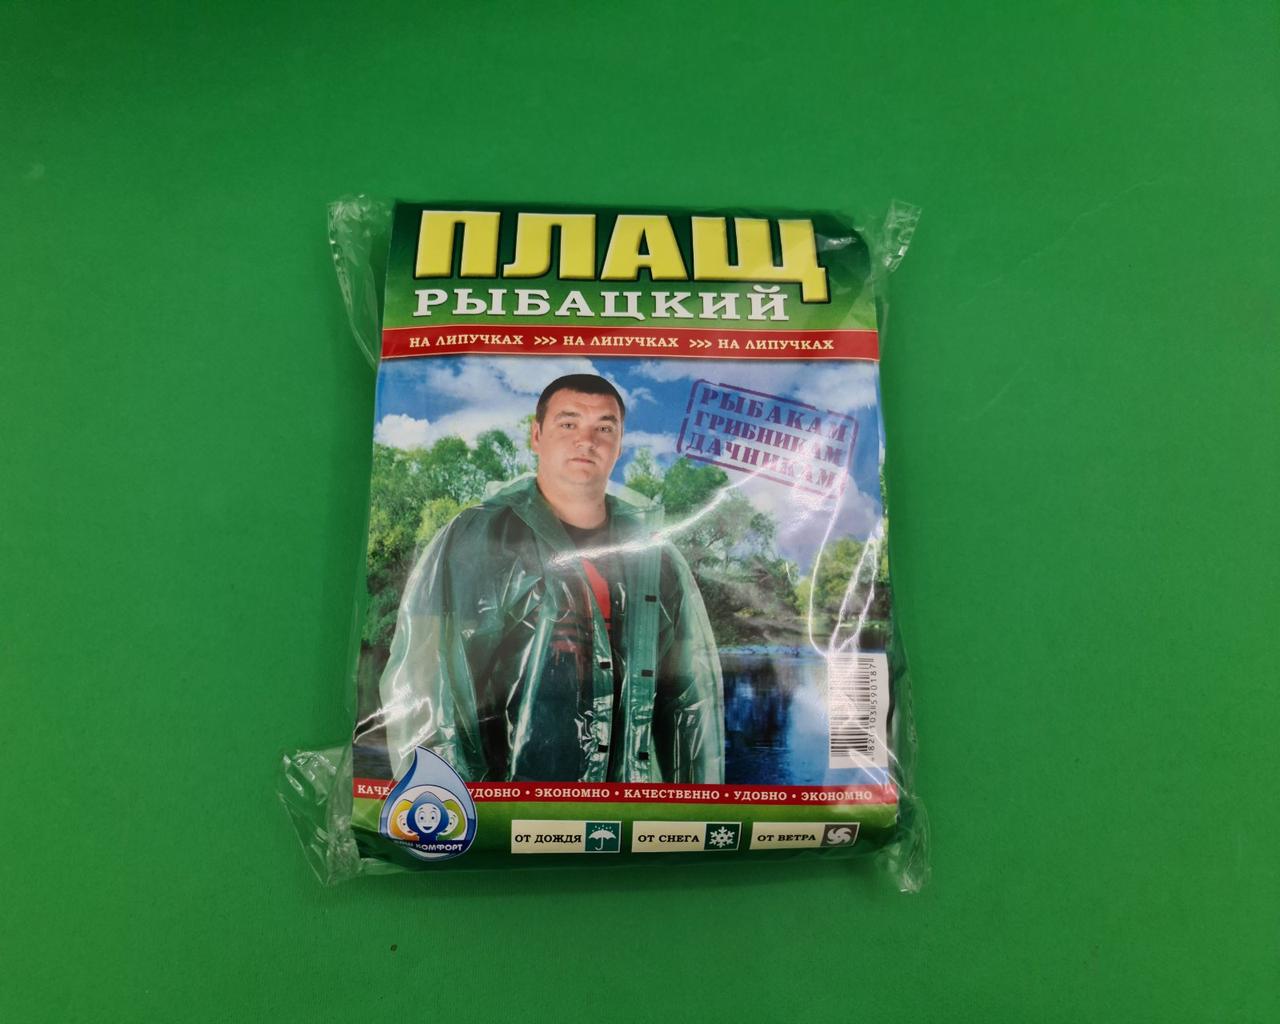 ПЛАЩ
РЫБАЦКИЙ
НА ЛИПУЧКАХ >>> НА ЛИПУЧКАХ >>> НА ЛИПУЧКАХ
РЫБАКАМ
ГРИБНИКАМ
ДАЧНИКАМ
УДОБНО • ЭКОНОМНО • КАЧЕСТВЕННО • УДОБНО • ЭКОНОМНО
КОМФОРТ
ОТ ДОЖДЯ
ОТ СНЕГА
ОТ ВЕТРА